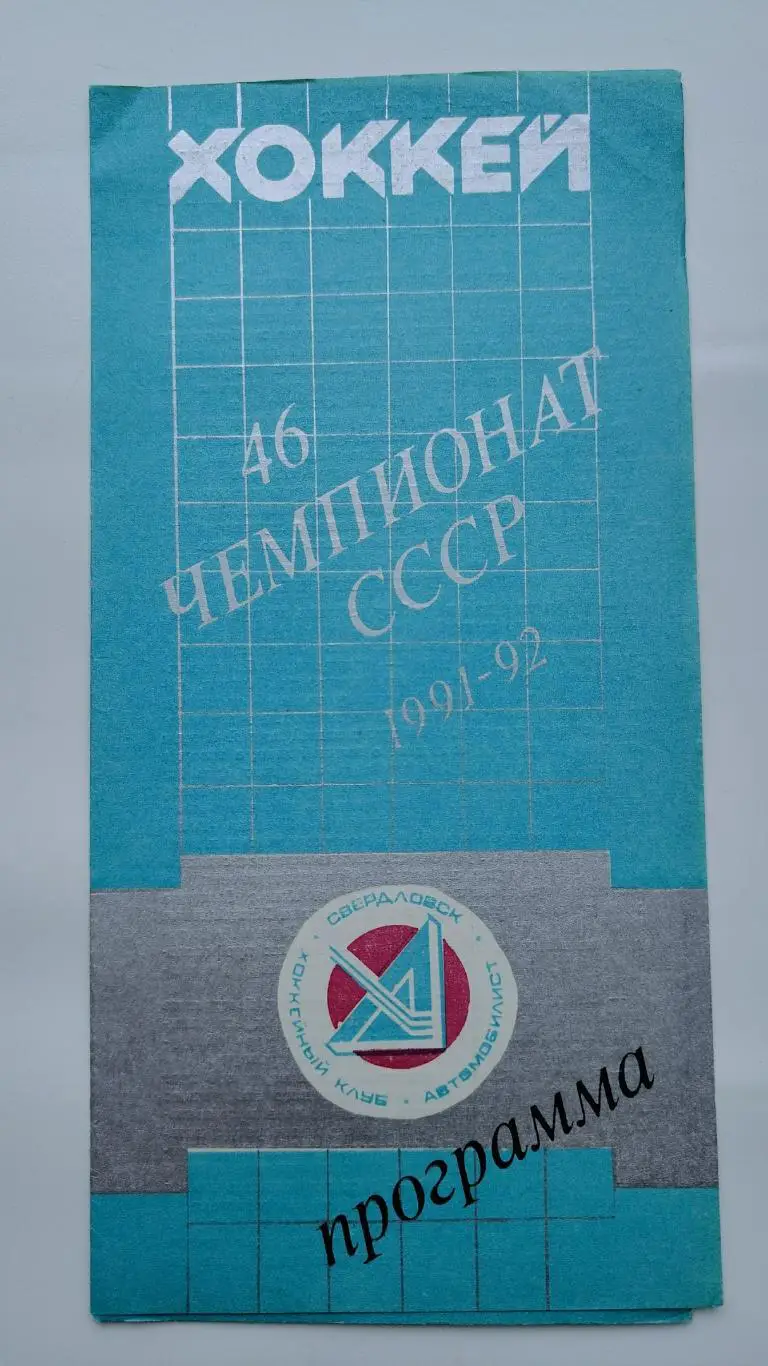 ХОККЕЙ
46
ЧЕМПИОНАТ
СССР
1991-92
СВЕРДЛОВСК
ХОККЕЙНЫЙ КЛУБ • АВТОМОБИЛИСТ
программа